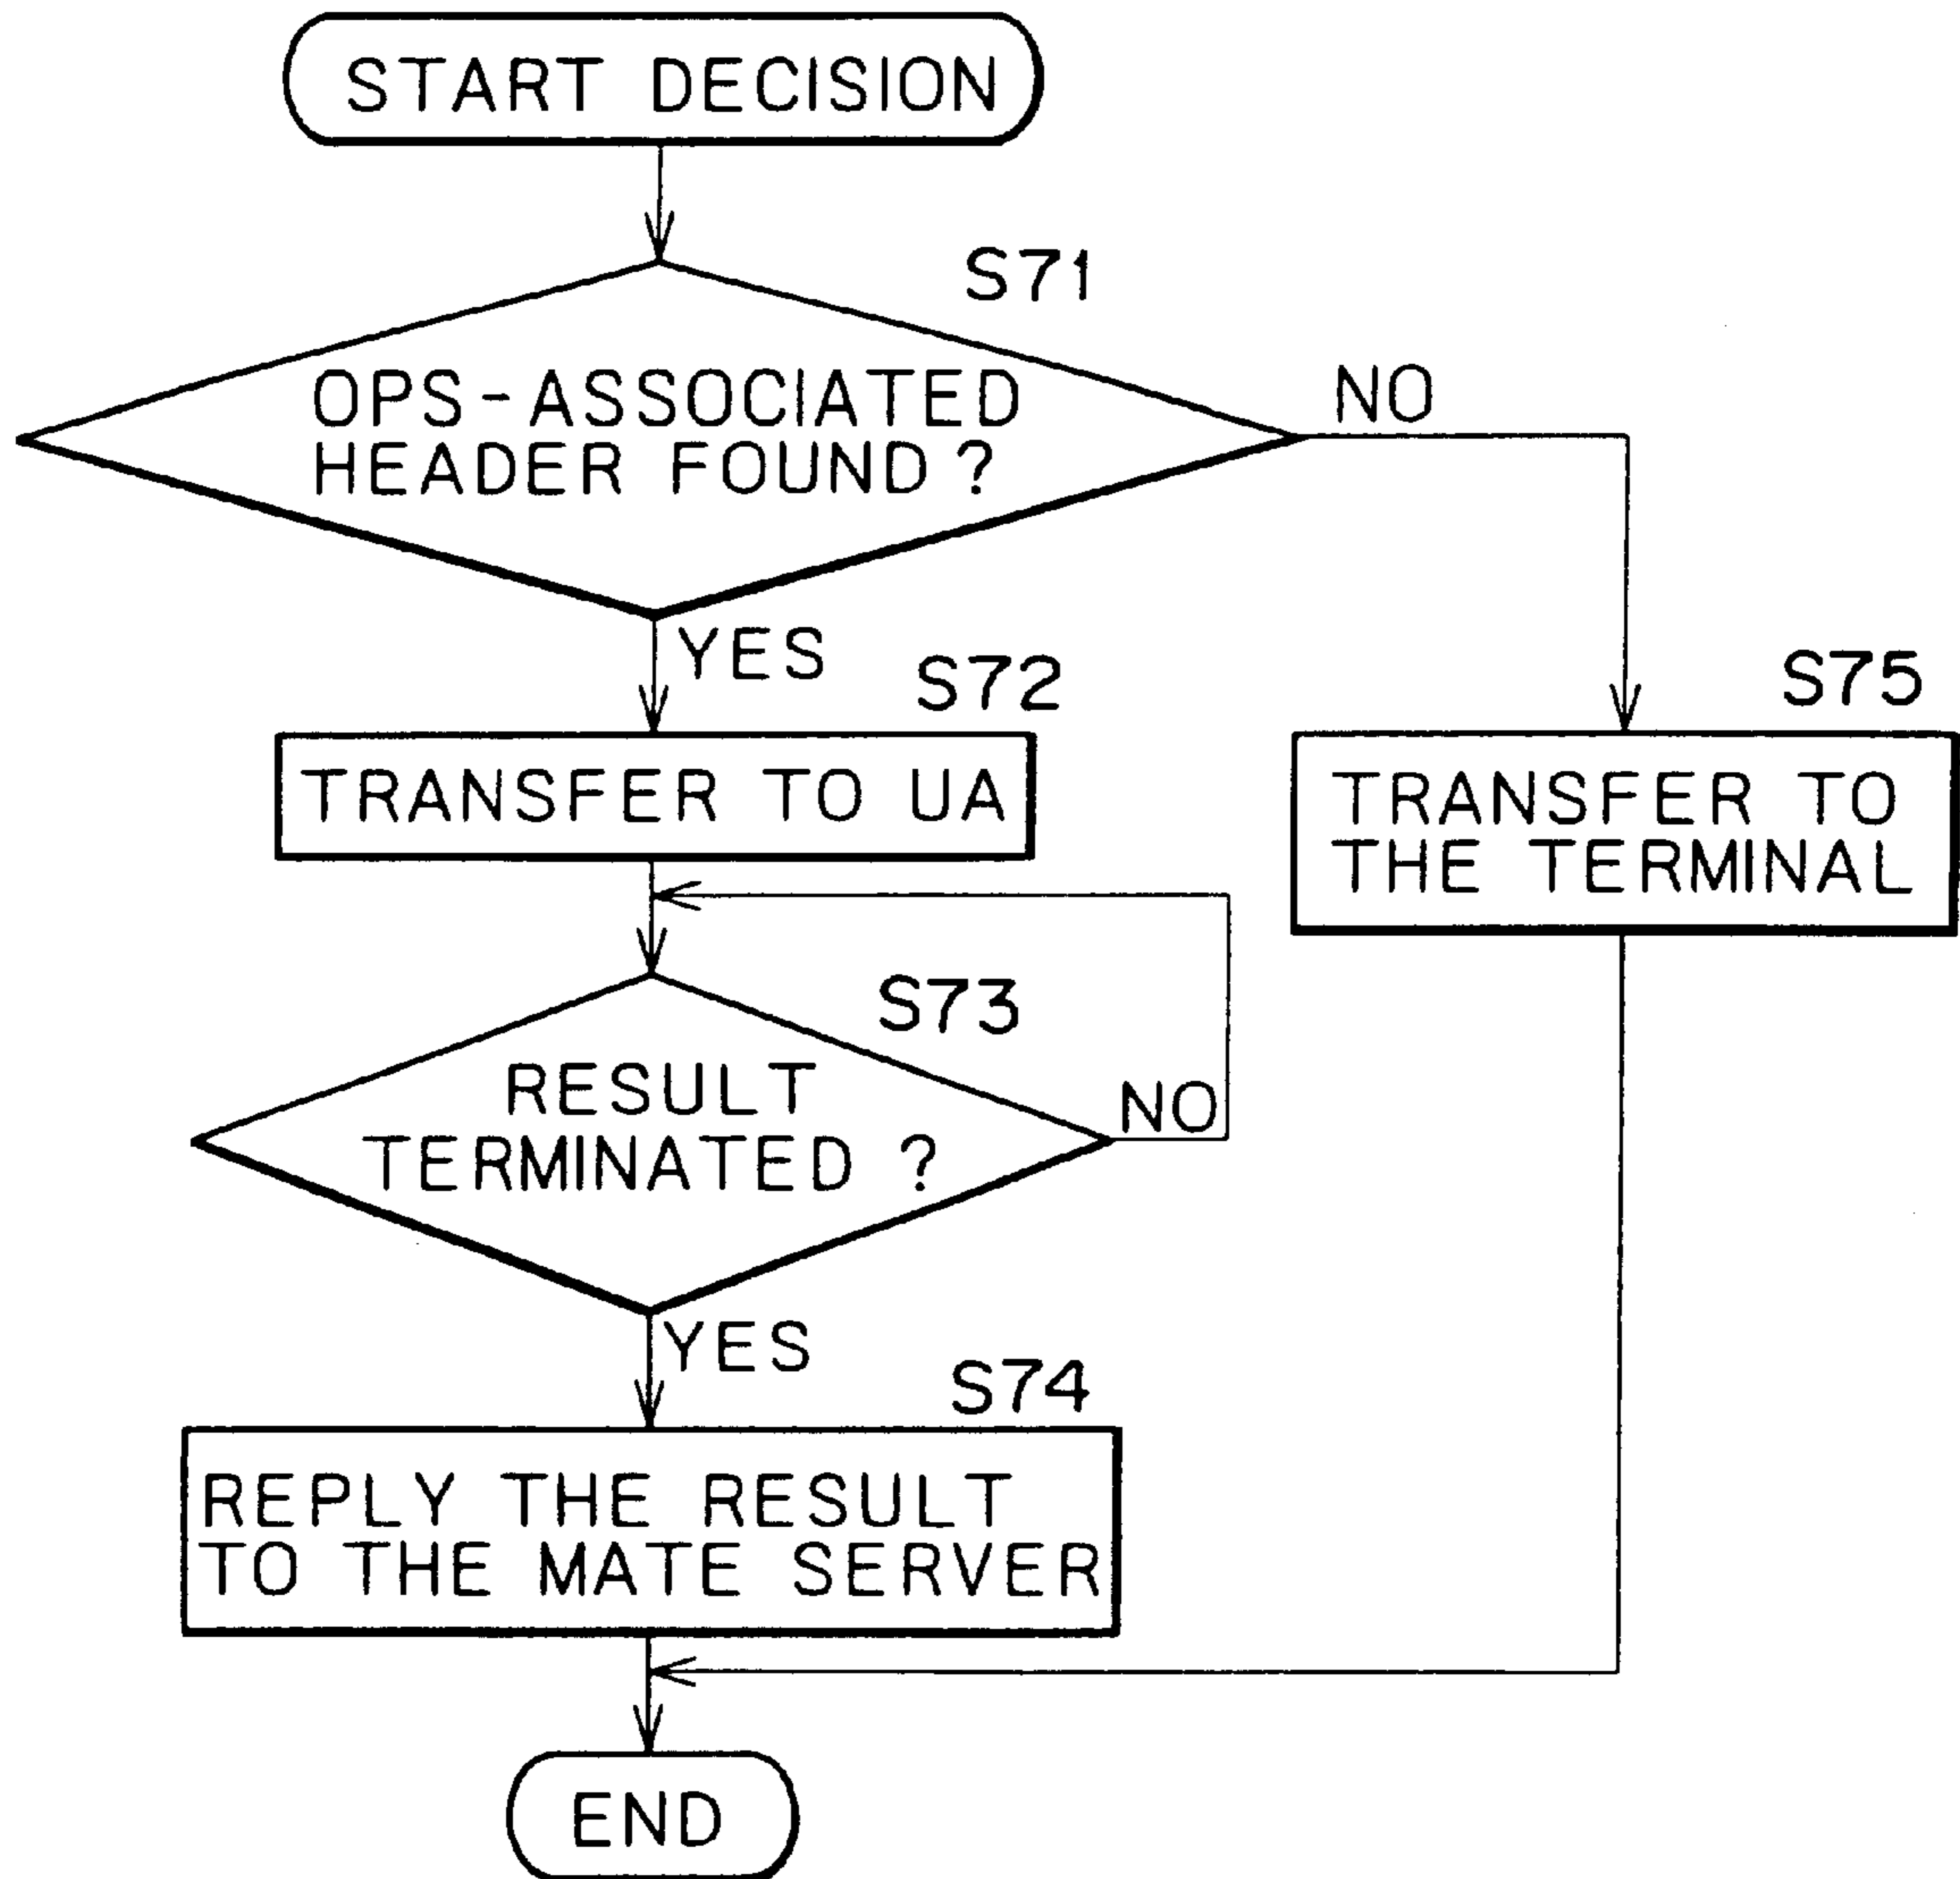 START DECISION
S71
OPS-ASSOCIATED
HEADER FOUND ?
NO
YES
S72
S75
TRANSFER TO UA
TRANSFER TO
THE TERMINAL
S73
RESULT
TERMINATED ?
NO
YES
S74
REPLY THE RESULT
TO THE MATE SERVER
END